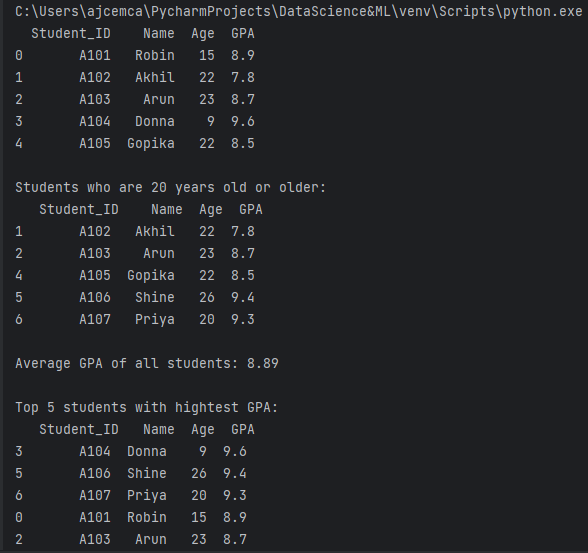 C:\Users\ajcemca\PycharmProjects\DataScience&ML\venv\Scripts\python.exe
  Student_ID    Name  Age  GPA
0       A101   Robin   15  8.9
1       A102   Akhil   22  7.8
2       A103    Arun   23  8.7
3       A104   Donna    9  9.6
4       A105  Gopika   22  8.5

Students who are 20 years old or older:
   Student_ID    Name  Age  GPA
1       A102   Akhil   22  7.8
2       A103    Arun   23  8.7
4       A105  Gopika   22  8.5
5       A106   Shine   26  9.4
6       A107   Priya   20  9.3

Average GPA of all students: 8.89

Top 5 students with hightest GPA:
   Student_ID   Name  Age  GPA
3       A104  Donna    9  9.6
5       A106  Shine   26  9.4
6       A107  Priya   20  9.3
0       A101  Robin   15  8.9
2       A103   Arun   23  8.7